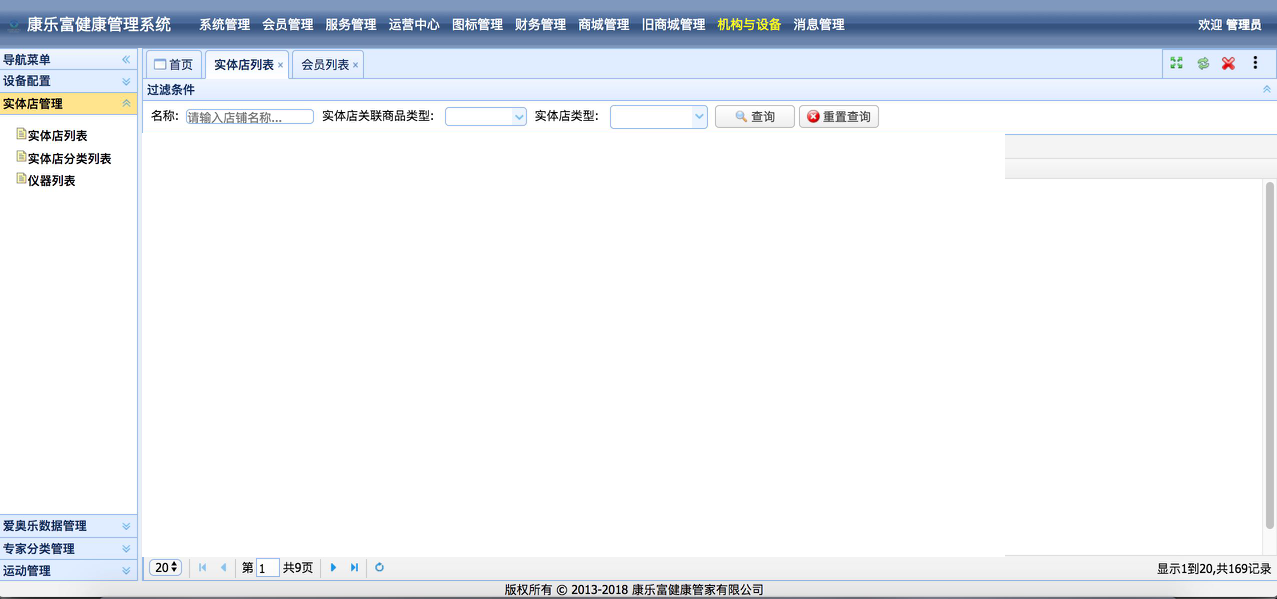 康乐富健康管理系统 系统管理 会员管理 服务管理 运营中心 图标管理 财务管理 商城管理 旧商城管理 机构与设备 消息管理 欢迎 管理员
导航菜单
设备配置
实体店管理
实体店列表
实体店分类列表
仪器列表
爱奥乐数据管理
专家分类管理
运动管理
首页 实体店列表 × 会员列表 ×
过滤条件
名称: 请输入店铺名称... 实体店关联商品类型: 实体店类型: 查询 重置查询
20 第 1 共9页 显示1到20,共169记录
版权所有 © 2013-2018 康乐富健康管家有限公司